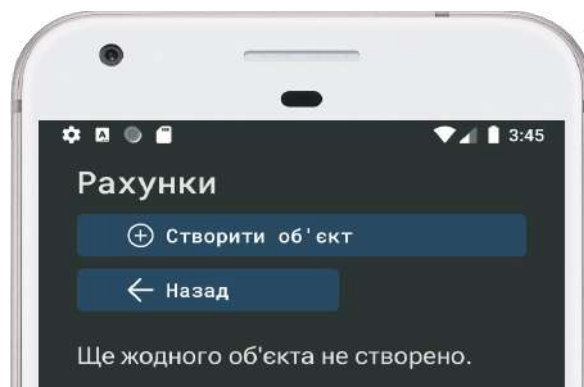 3:45
Рахунки
Створити об'єкт
Назад
Ще жодного об'єкта не створено.